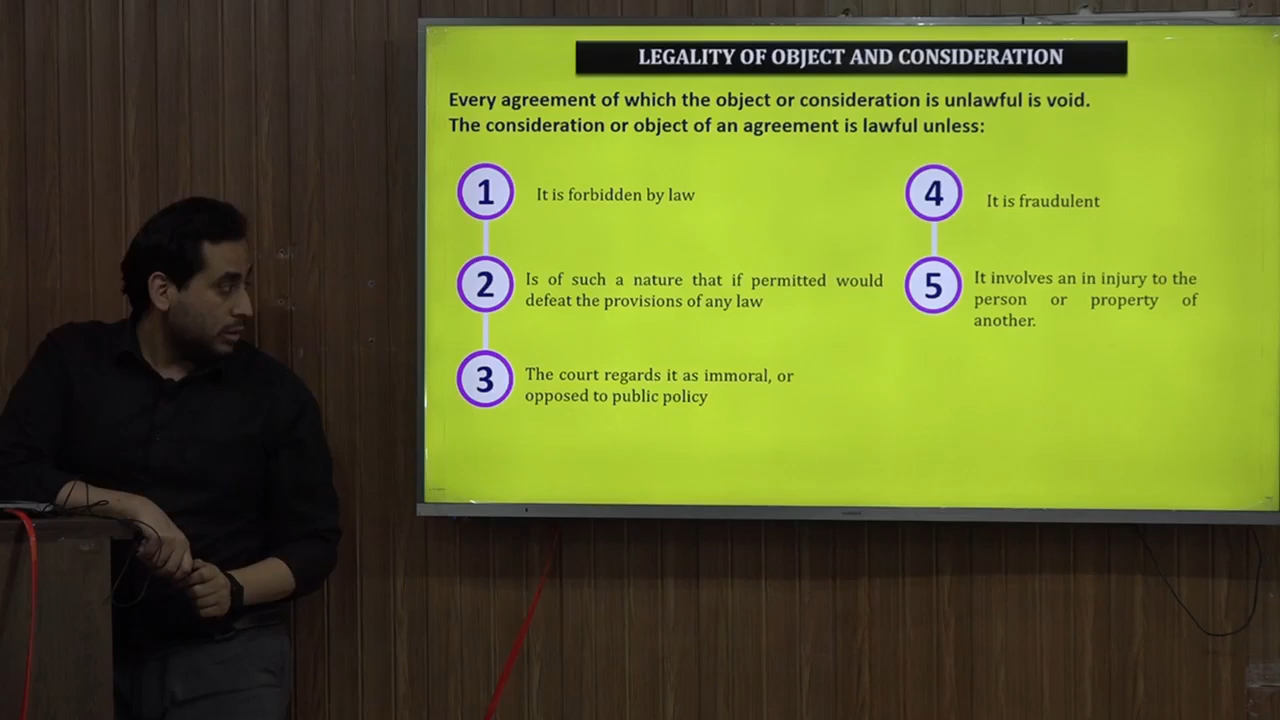 LEGALITY OF OBJECT AND CONSIDERATION
Every agreement of which the object or consideration is unlawful is void.
The consideration or object of an agreement is lawful unless:
1
It is forbidden by law
2
Is of such a nature that if permitted would
defeat the provisions of any law
3
The court regards it as immoral, or
opposed to public policy
4
It is fraudulent
5
It involves an in injury to the
person or property of
another.